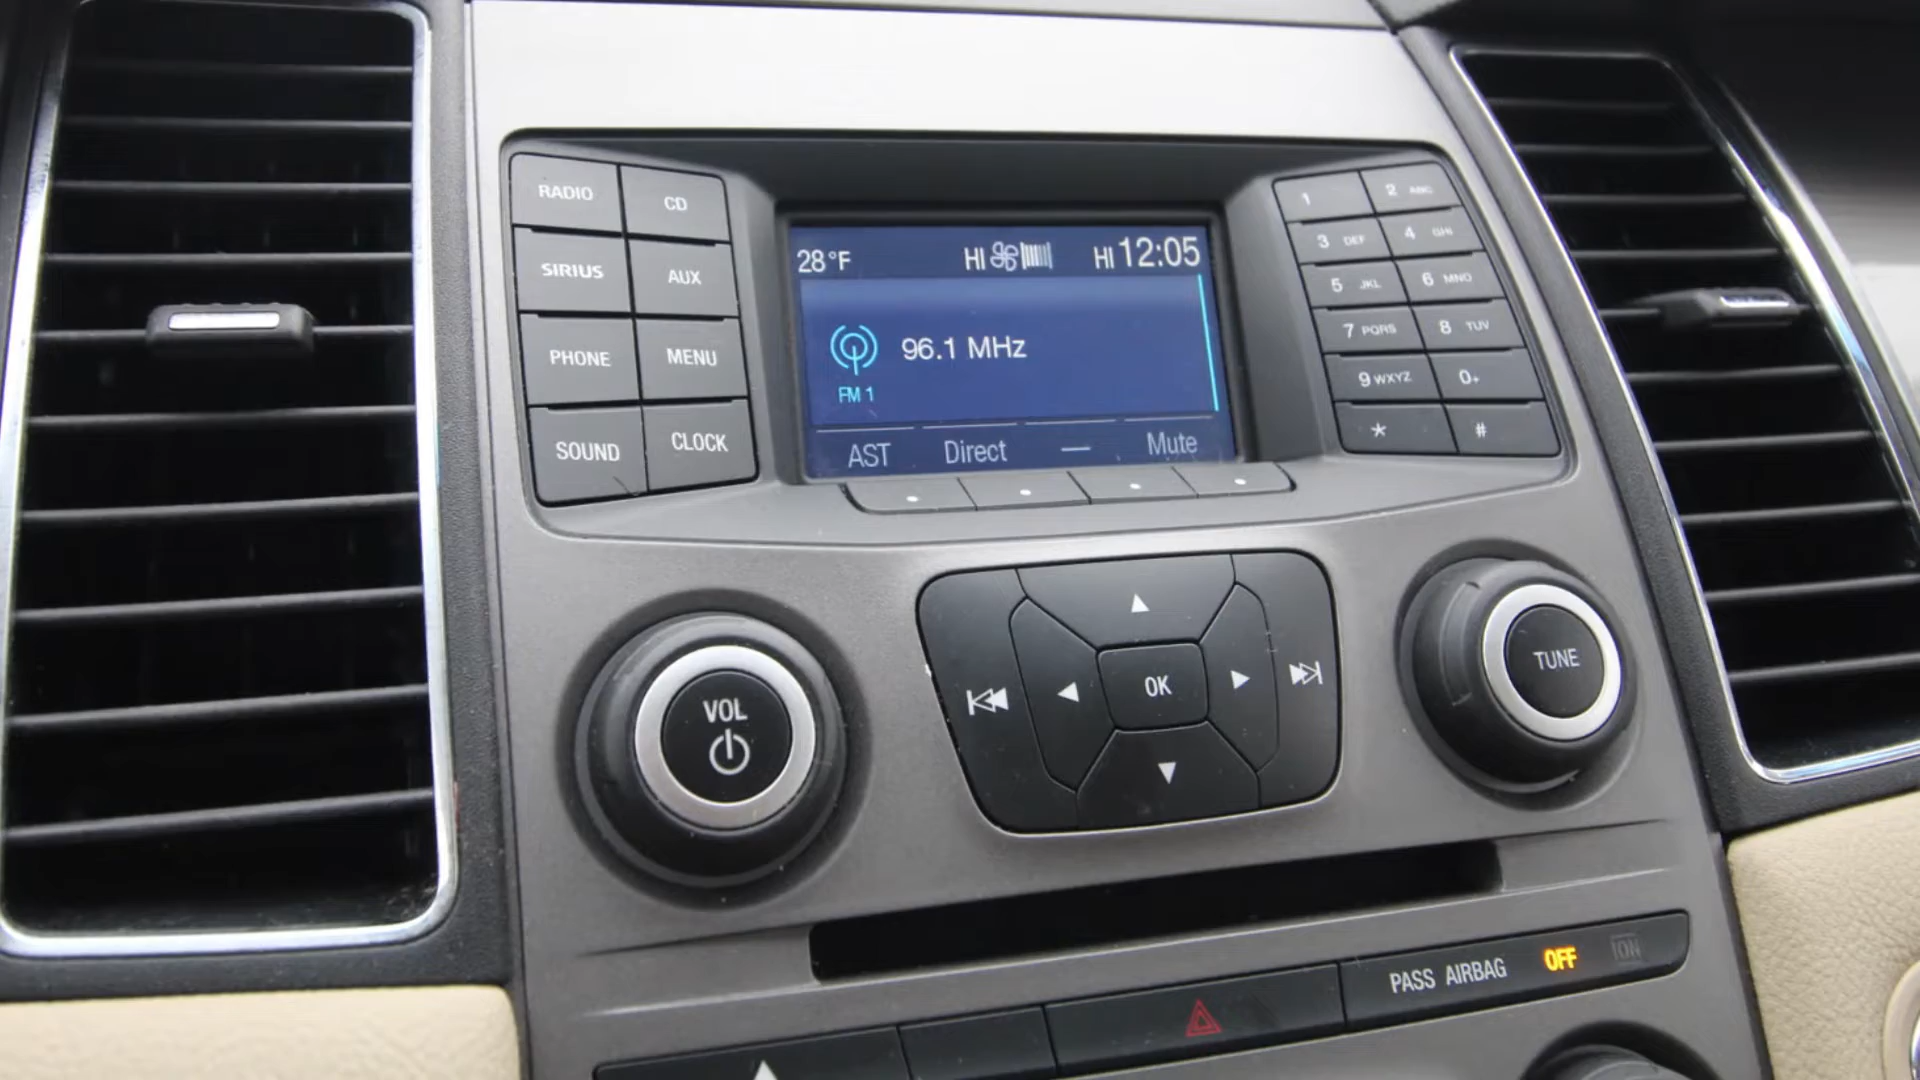 RADIO
CD
SIRIUS
AUX
PHONE
MENU
SOUND
CLOCK
28°F HI HI 12:05
96.1 MHz
FM 1
AST Direct — Mute
1
2 ABC
3 DEF
4 GHI
5 JKL
6 MNO
7 PQRS
8 TUV
9 WXYZ
0+
*
#
VOL
OK
TUNE
PASS AIRBAG OFF ON